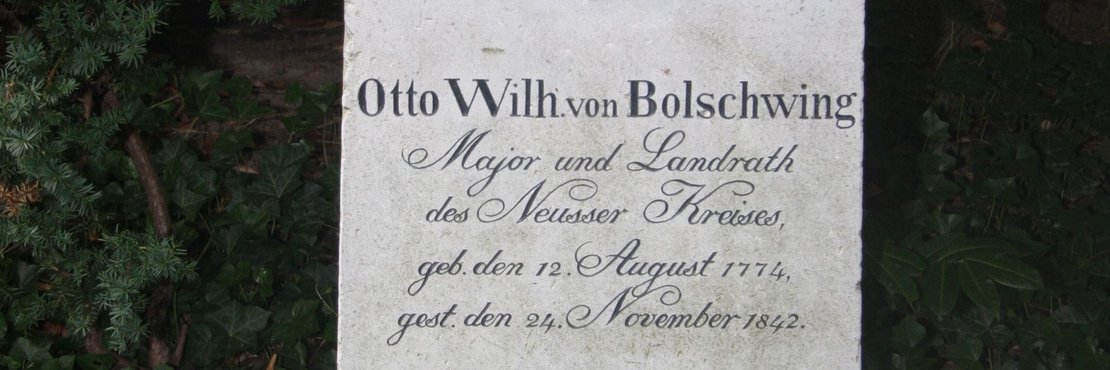 Otto Wilh. von Bolschwing
Major und Landrath
des Neusser Kreises,
geb. den 12. August 1774,
gest. den 24. November 1842.